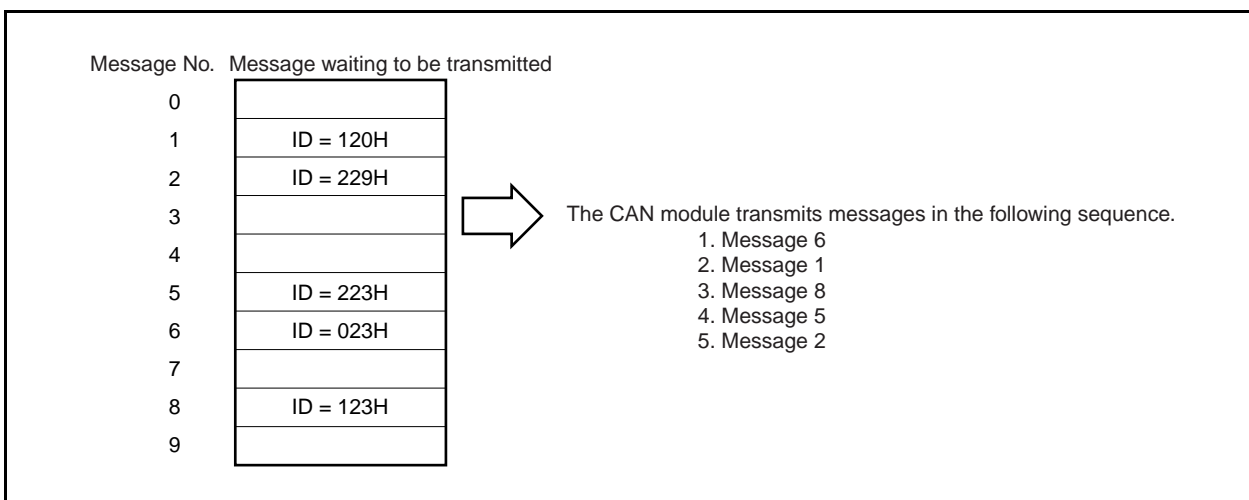 Message No. Message waiting to be transmitted
0
1 ID = 120H
2 ID = 229H
3
4
5 ID = 223H
6 ID = 023H
7
8 ID = 123H
9
The CAN module transmits messages in the following sequence.
1. Message 6
2. Message 1
3. Message 8
4. Message 5
5. Message 2